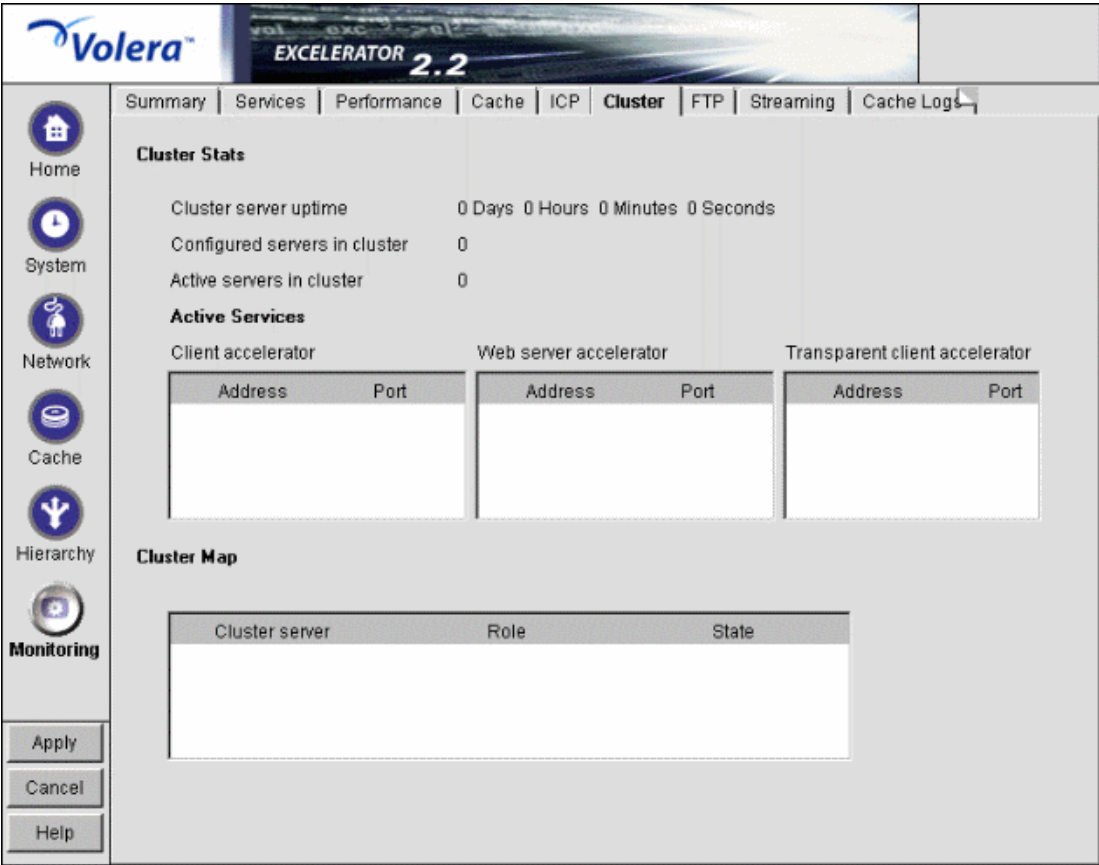 Volera™
EXCELERATOR 2.2
Summary Services Performance Cache ICP Cluster FTP Streaming Cache Logs
Home
System
Network
Cache
Hierarchy
Monitoring
Apply
Cancel
Help
Cluster Stats
Cluster server uptime 0 Days 0 Hours 0 Minutes 0 Seconds
Configured servers in cluster 0
Active servers in cluster 0
Active Services
Client accelerator Web server accelerator Transparent client accelerator
Address Port Address Port Address Port
Cluster Map
Cluster server Role State